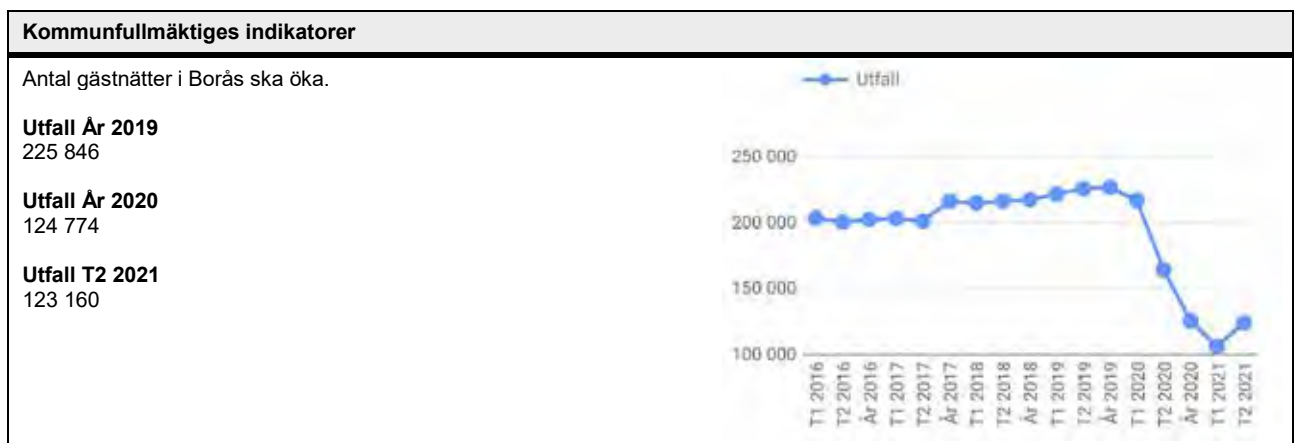 Kommunfullmäktiges indikatorer
Antal gästnätter i Borås ska öka.
Utfall År 2019
225 846
Utfall År 2020
124 774
Utfall T2 2021
123 160
Utfall
250 000
200 000
150 000
100 000
T1 2016
T2 2016
År 2016
T1 2017
T2 2017
År 2017
T1 2018
T2 2018
År 2018
T1 2019
T2 2019
År 2019
T1 2020
T2 2020
År 2020
T1 2021
T2 2021